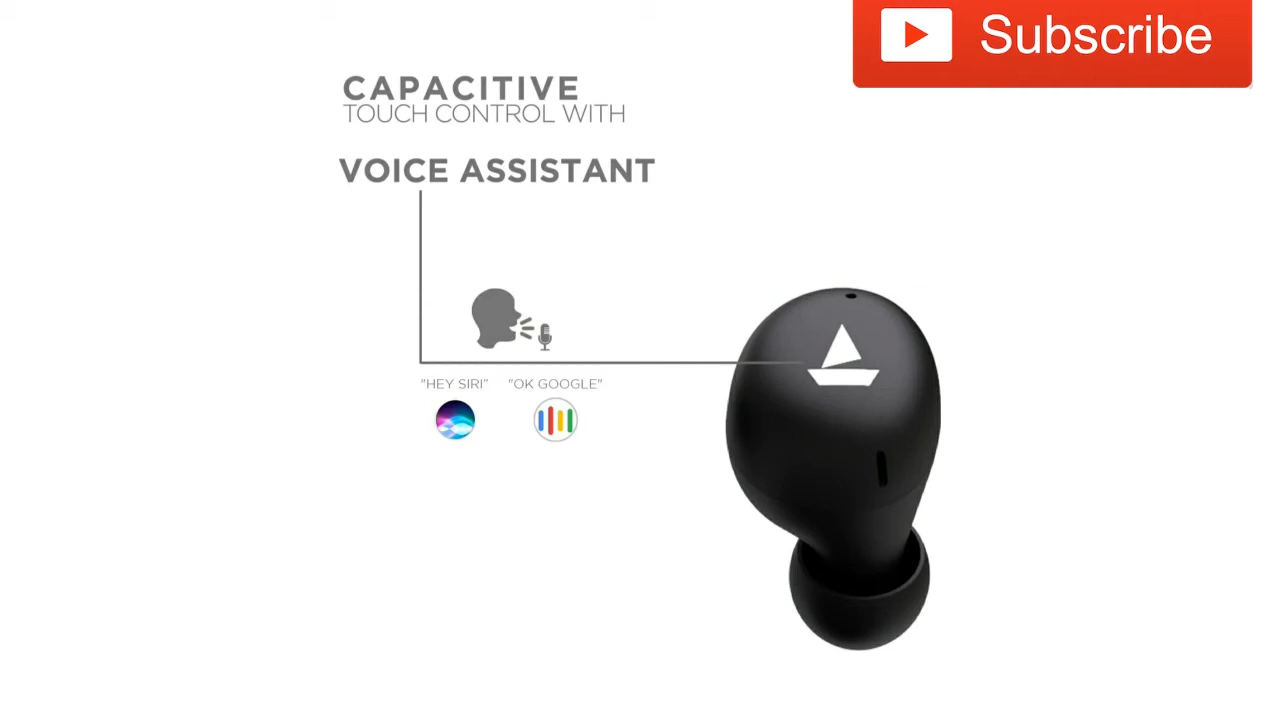 Subscribe
CAPACITIVE
TOUCH CONTROL WITH
VOICE ASSISTANT
"HEY SIRI" "OK GOOGLE"